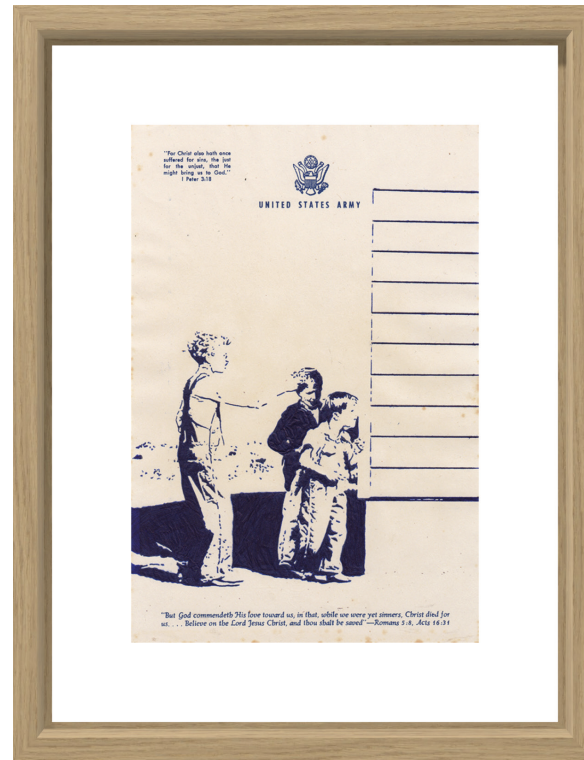 "For Christ also hath once
suffered for sins, the just
for the unjust, that He
might bring us to God."
1 Peter 3:18
UNITED STATES ARMY
"But God commendeth His love toward us, in that, while we were yet sinners, Christ died for
us. . . . Believe on the Lord Jesus Christ, and thou shalt be saved"—Romans 5:8, Acts 16:31